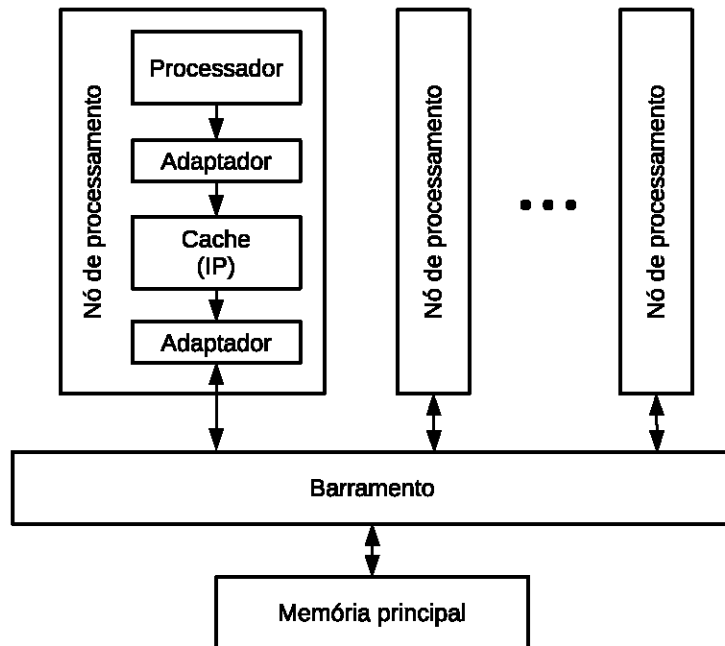 Nó de processamento
Processador
Adaptador
Cache
(IP)
Adaptador
Nó de processamento
Nó de processamento
Barramento
Memória principal